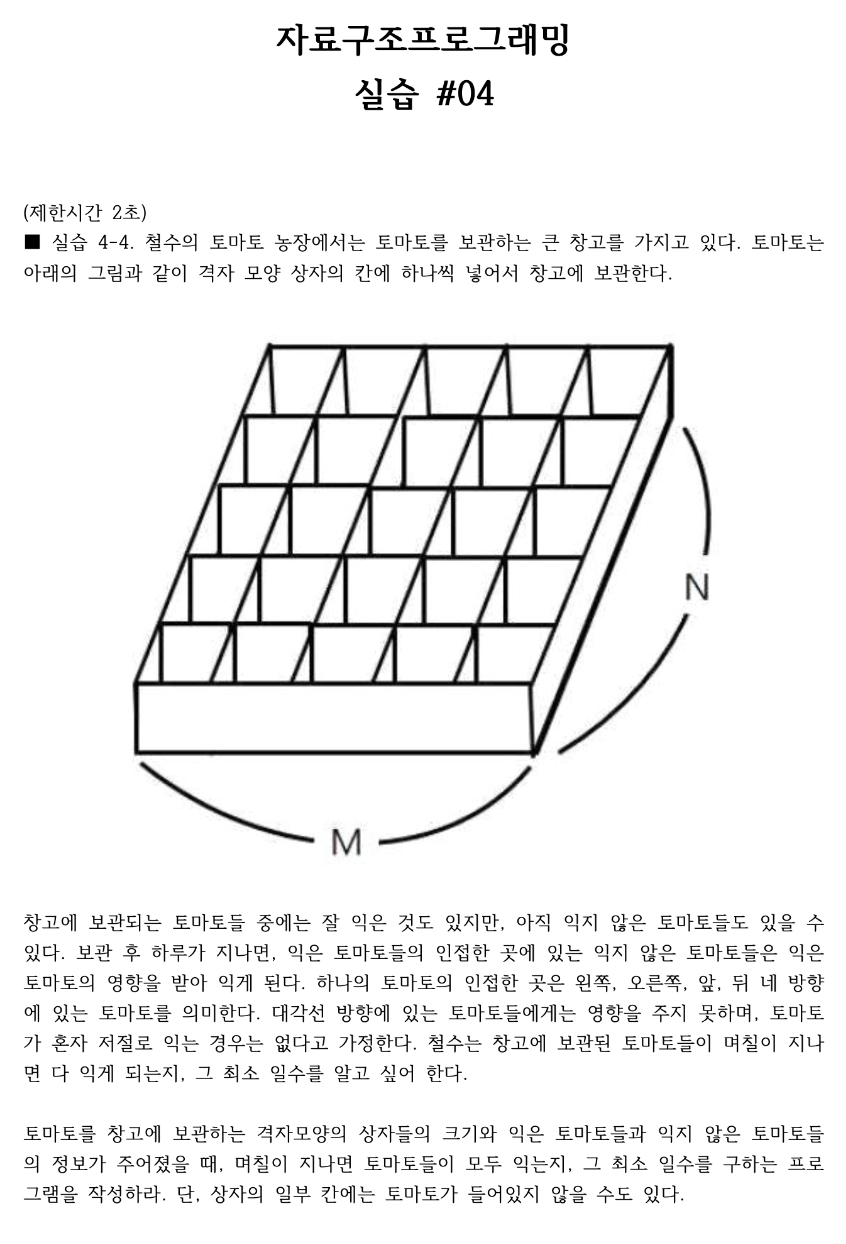 자료구조프로그래밍
실습 #04
(제한시간 2초)
■ 실습 4-4. 철수의 토마토 농장에서는 토마토를 보관하는 큰 창고를 가지고 있다. 토마토는
아래의 그림과 같이 격자 모양 상자의 칸에 하나씩 넣어서 창고에 보관한다.
N
M
창고에 보관되는 토마토들 중에는 잘 익은 것도 있지만, 아직 익지 않은 토마토들도 있을 수
있다. 보관 후 하루가 지나면, 익은 토마토들의 인접한 곳에 있는 익지 않은 토마토들은 익은
토마토의 영향을 받아 익게 된다. 하나의 토마토의 인접한 곳은 왼쪽, 오른쪽, 앞, 뒤 네 방향
에 있는 토마토를 의미한다. 대각선 방향에 있는 토마토들에게는 영향을 주지 못하며, 토마토
가 혼자 저절로 익는 경우는 없다고 가정한다. 철수는 창고에 보관된 토마토들이 며칠이 지나
면 다 익게 되는지, 그 최소 일수를 알고 싶어 한다.
토마토를 창고에 보관하는 격자모양의 상자들의 크기와 익은 토마토들과 익지 않은 토마토들
의 정보가 주어졌을 때, 며칠이 지나면 토마토들이 모두 익는지, 그 최소 일수를 구하는 프로
그램을 작성하라. 단, 상자의 일부 칸에는 토마토가 들어있지 않을 수도 있다.